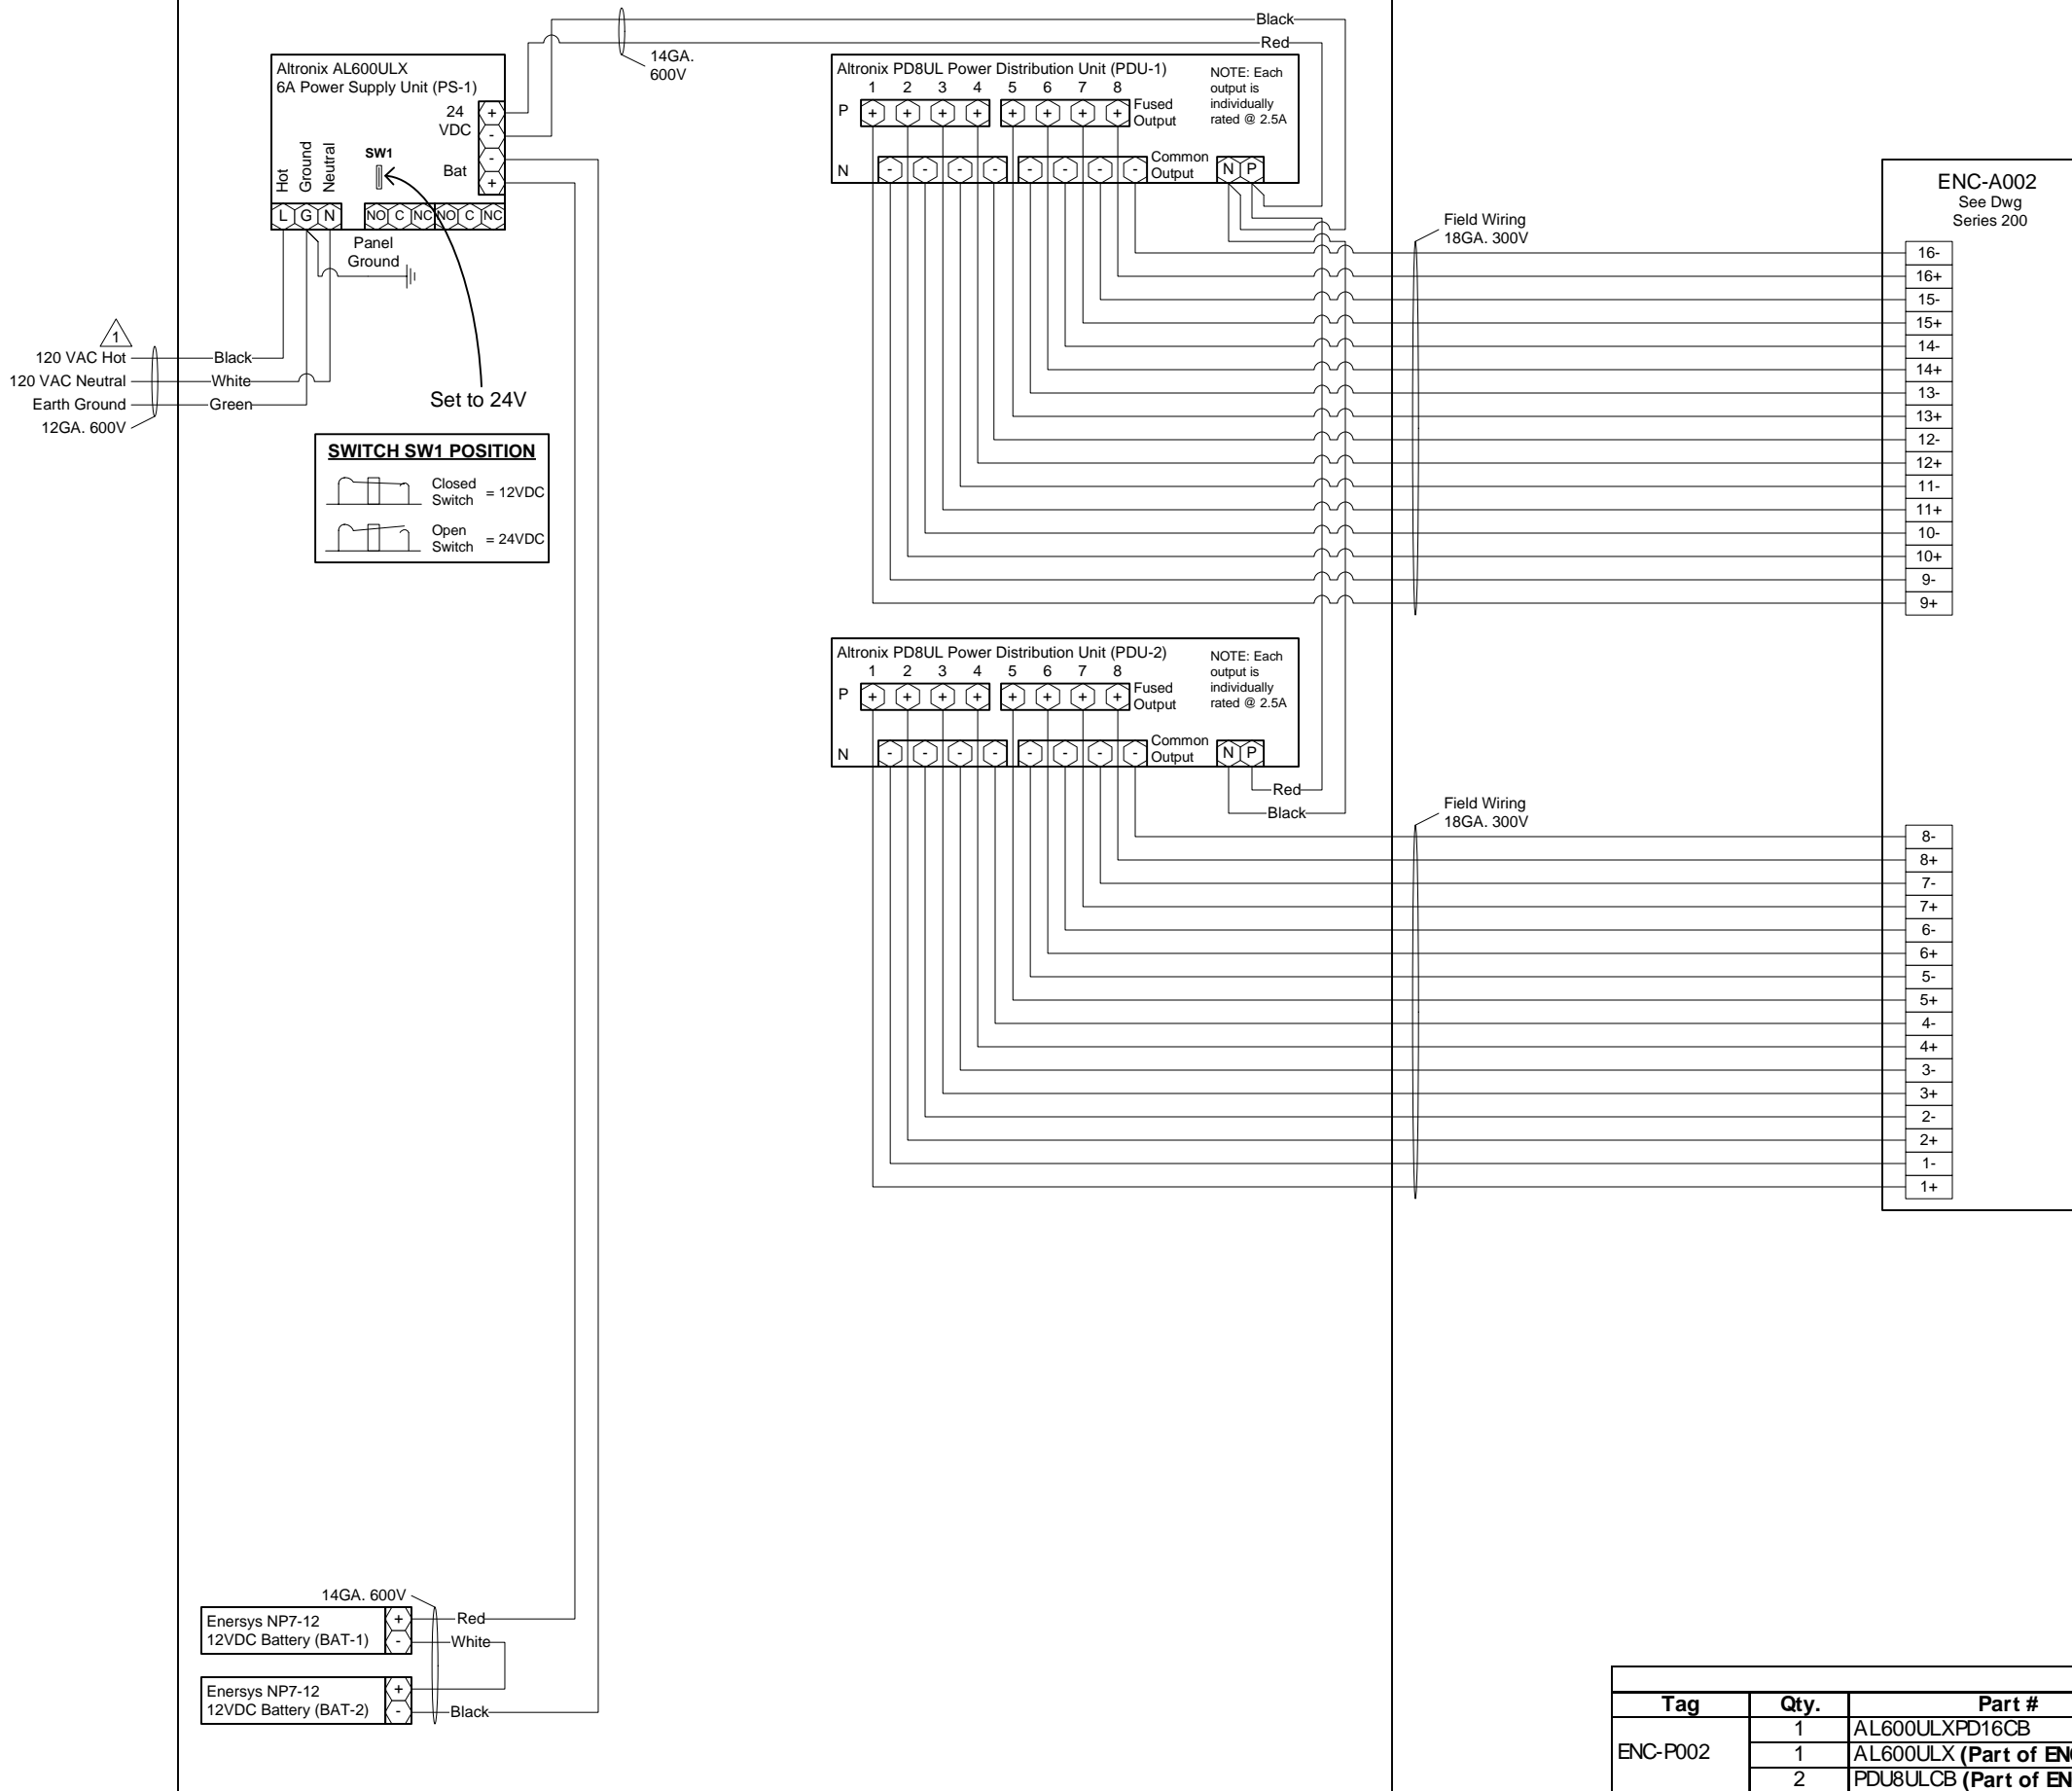 Black
Red
14GA.
600V
Altronix AL600ULX
6A Power Supply Unit (PS-1)
24
VDC
+
-
-
+
Bat
SW1
Hot
Ground
Neutral
L G N
NO C NC NO C NC
Panel
Ground
1
120 VAC Hot
Black
120 VAC Neutral
White
Earth Ground
Green
12GA. 600V
Set to 24V
SWITCH SW1 POSITION
Closed
Switch = 12VDC
Open
Switch = 24VDC
Altronix PD8UL Power Distribution Unit (PDU-1)
1 2 3 4 5 6 7 8
P + + + + + + + +
Fused
Output
N - - - - - - - -
Common
Output
N P
NOTE: Each
output is
individually
rated @ 2.5A
Field Wiring
18GA. 300V
ENC-A002
See Dwg
Series 200
16-
16+
15-
15+
14-
14+
13-
13+
12-
12+
11-
11+
10-
10+
9-
9+
Altronix PD8UL Power Distribution Unit (PDU-2)
1 2 3 4 5 6 7 8
P + + + + + + + +
Fused
Output
N - - - - - - - -
Common
Output
N P
NOTE: Each
output is
individually
rated @ 2.5A
Red
Black
Field Wiring
18GA. 300V
8-
8+
7-
7+
6-
6+
5-
5+
4-
4+
3-
3+
2-
2+
1-
1+
14GA. 600V
Enersys NP7-12
12VDC Battery (BAT-1)
+
-
Red
White
Enersys NP7-12
12VDC Battery (BAT-2)
+
-
Black
Tag Qty. Part #
ENC-P002
1 AL600ULXPD16CB
1 AL600ULX (Part of
2 PDU8ULCB (Part of